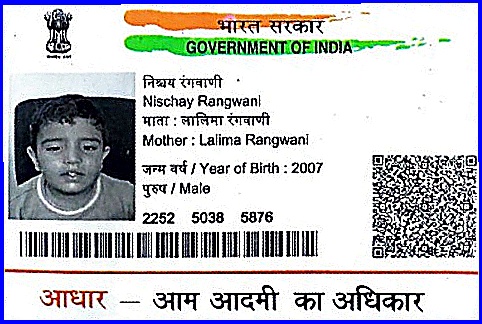 भारत सरकार
GOVERNMENT OF INDIA
निश्चय रंगवाणी
Nischay Rangwani
माता : लालिमा रंगवाणी
Mother : Lalima Rangwani
जन्म वर्ष / Year of Birth : 2007
पुरुष / Male
2252 5038 5876
आधार — आम आदमी का अधिकार